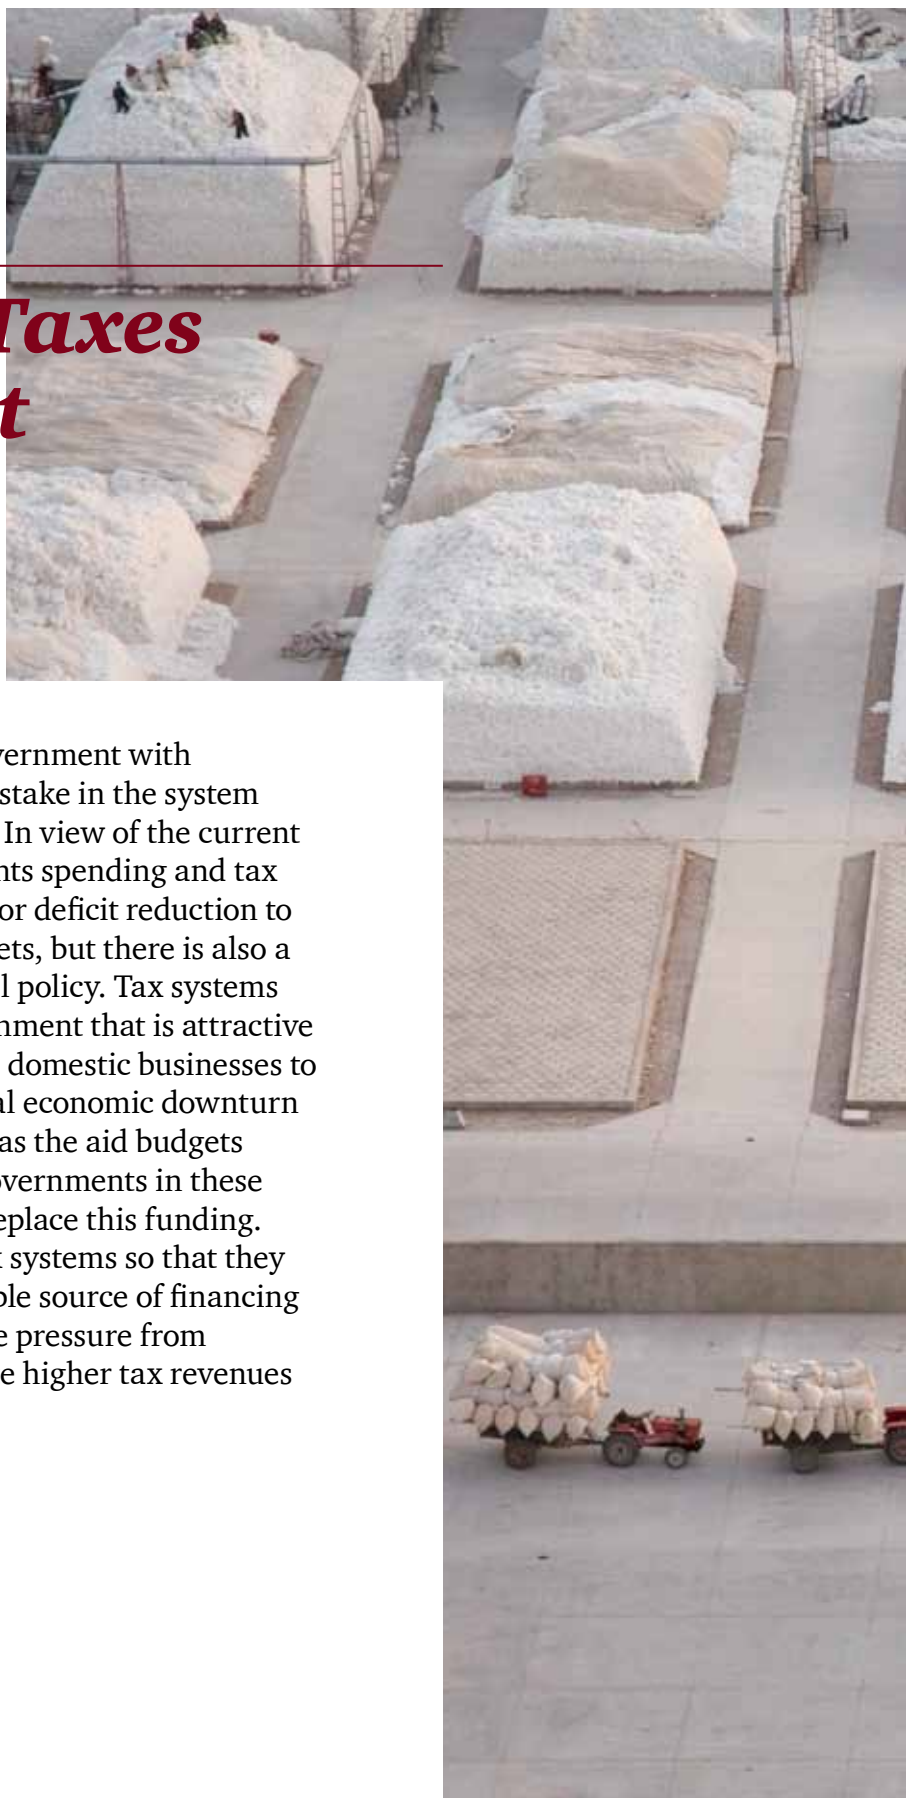 Taxes
t
vernment with
stake in the system
In view of the current
nts spending and tax
or deficit reduction to
ets, but there is also a
l policy. Tax systems
nment that is attractive
domestic businesses to
al economic downturn
as the aid budgets
overnments in these
eplace this funding.
x systems so that they
ble source of financing
e pressure from
e higher tax revenues